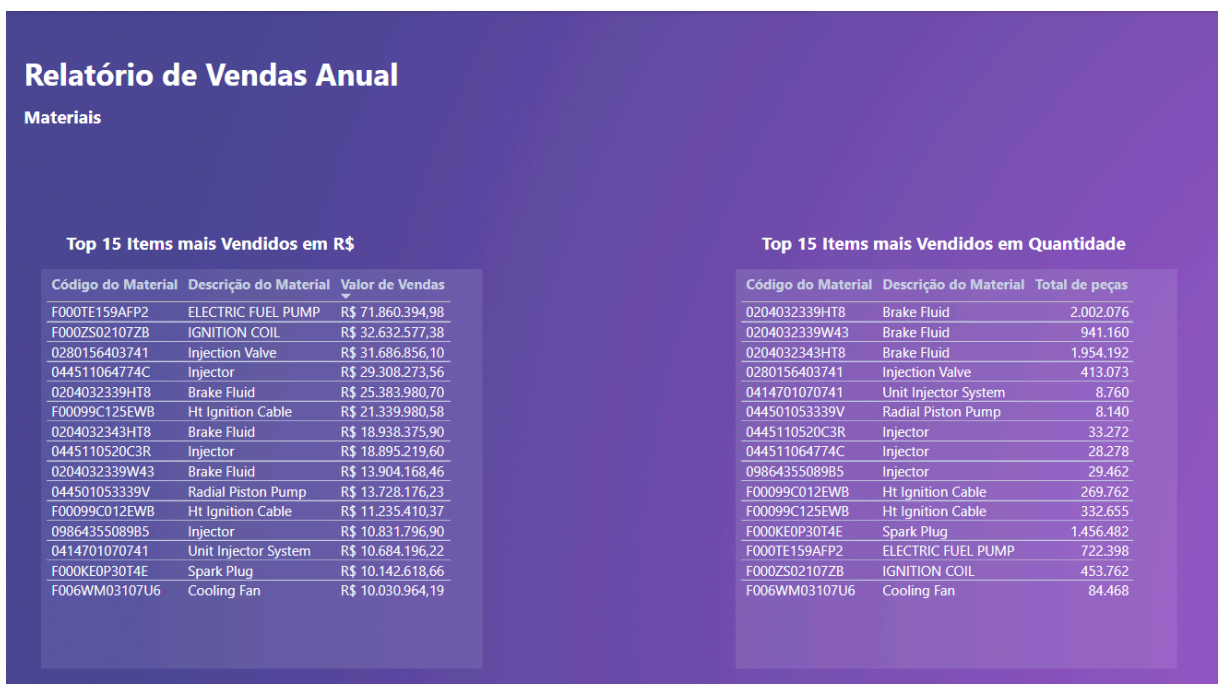 Relatório de Vendas Anual
Materiais
Top 15 Items mais Vendidos em R$
Código do Material Descrição do Material Valor de Vendas
F000TE159AFP2 ELECTRIC FUEL PUMP R$ 71.860.394,98
F000ZS02107ZB IGNITION COIL R$ 32.632.577,38
0280156403741 Injection Valve R$ 31.686.856,10
044511064774C Injector R$ 29.308.273,56
0204032339HT8 Brake Fluid R$ 25.383.980,70
F00099C125EWB Ht Ignition Cable R$ 21.339.980,58
0204032343HT8 Brake Fluid R$ 18.938.375,90
0445110520C3R Injector R$ 18.895.219,60
0204032339W43 Brake Fluid R$ 13.904.168,46
044501053339V Radial Piston Pump R$ 13.728.176,23
F00099C012EWB Ht Ignition Cable R$ 11.235.410,37
09864355089B5 Injector R$ 10.831.796,90
0414701070741 Unit Injector System R$ 10.684.196,22
F000KE0P30T4E Spark Plug R$ 10.142.618,66
F006WM03107U6 Cooling Fan R$ 10.030.964,19
Top 15 Items mais Vendidos em Quantidade
Código do Material Descrição do Material Total de peças
0204032339HT8 Brake Fluid 2.002.076
0204032339W43 Brake Fluid 941.160
0204032343HT8 Brake Fluid 1.954.192
0280156403741 Injection Valve 413.073
0414701070741 Unit Injector System 8.760
044501053339V Radial Piston Pump 8.140
0445110520C3R Injector 33.272
044511064774C Injector 28.278
09864355089B5 Injector 29.462
F00099C012EWB Ht Ignition Cable 269.762
F00099C125EWB Ht Ignition Cable 332.655
F000KE0P30T4E Spark Plug 1.456.482
F000TE159AFP2 ELECTRIC FUEL PUMP 722.398
F000ZS02107ZB IGNITION COIL 453.762
F006WM03107U6 Cooling Fan 84.468